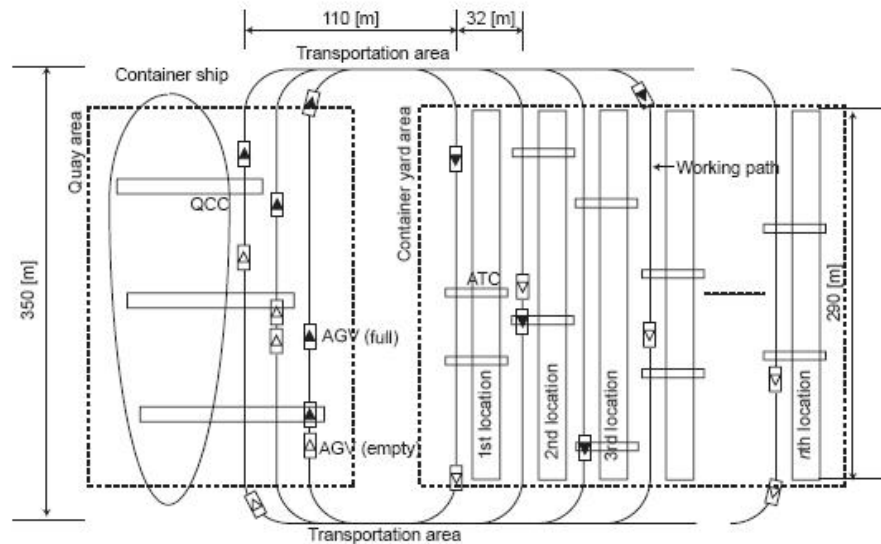 110 [m]
32 [m]
Transportation area
Container ship
Quay area
Container yard area
Working path
QCC
ATC
350 [m]
290 [m]
AGV (full)
AGV (empty)
1st location
2nd location
3rd location
nth location
Transportation area